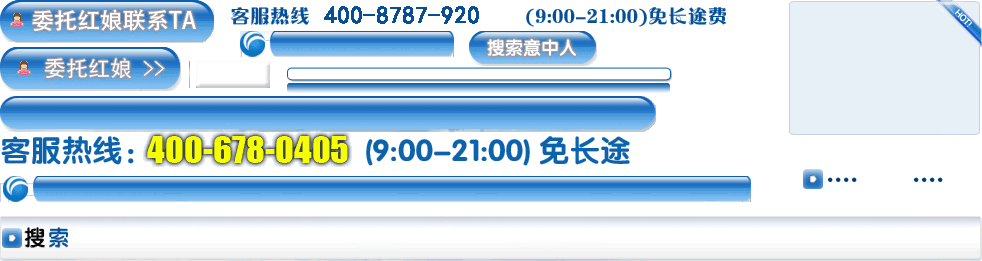 委托红娘联系TA
客服热线 400-8787-920 (9:00-21:00)免长途费
HOT!
搜索意中人
委托红娘 >>
客服热线: 400-678-0405 (9:00-21:00) 免长途
搜索